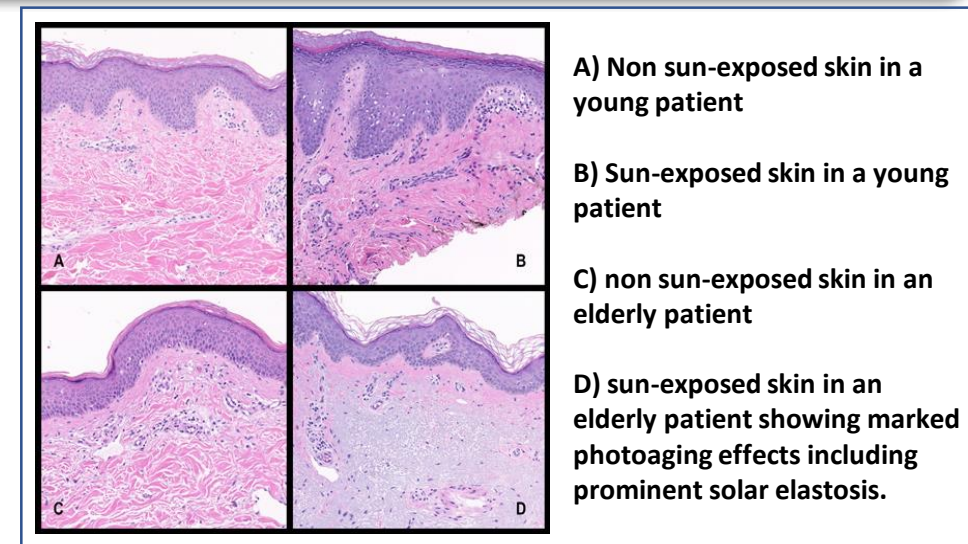 A
B
C
D
A) Non sun-exposed skin in a
young patient
B) Sun-exposed skin in a young
patient
C) non sun-exposed skin in an
elderly patient
D) sun-exposed skin in an
elderly patient showing marked
photoaging effects including
prominent solar elastosis.